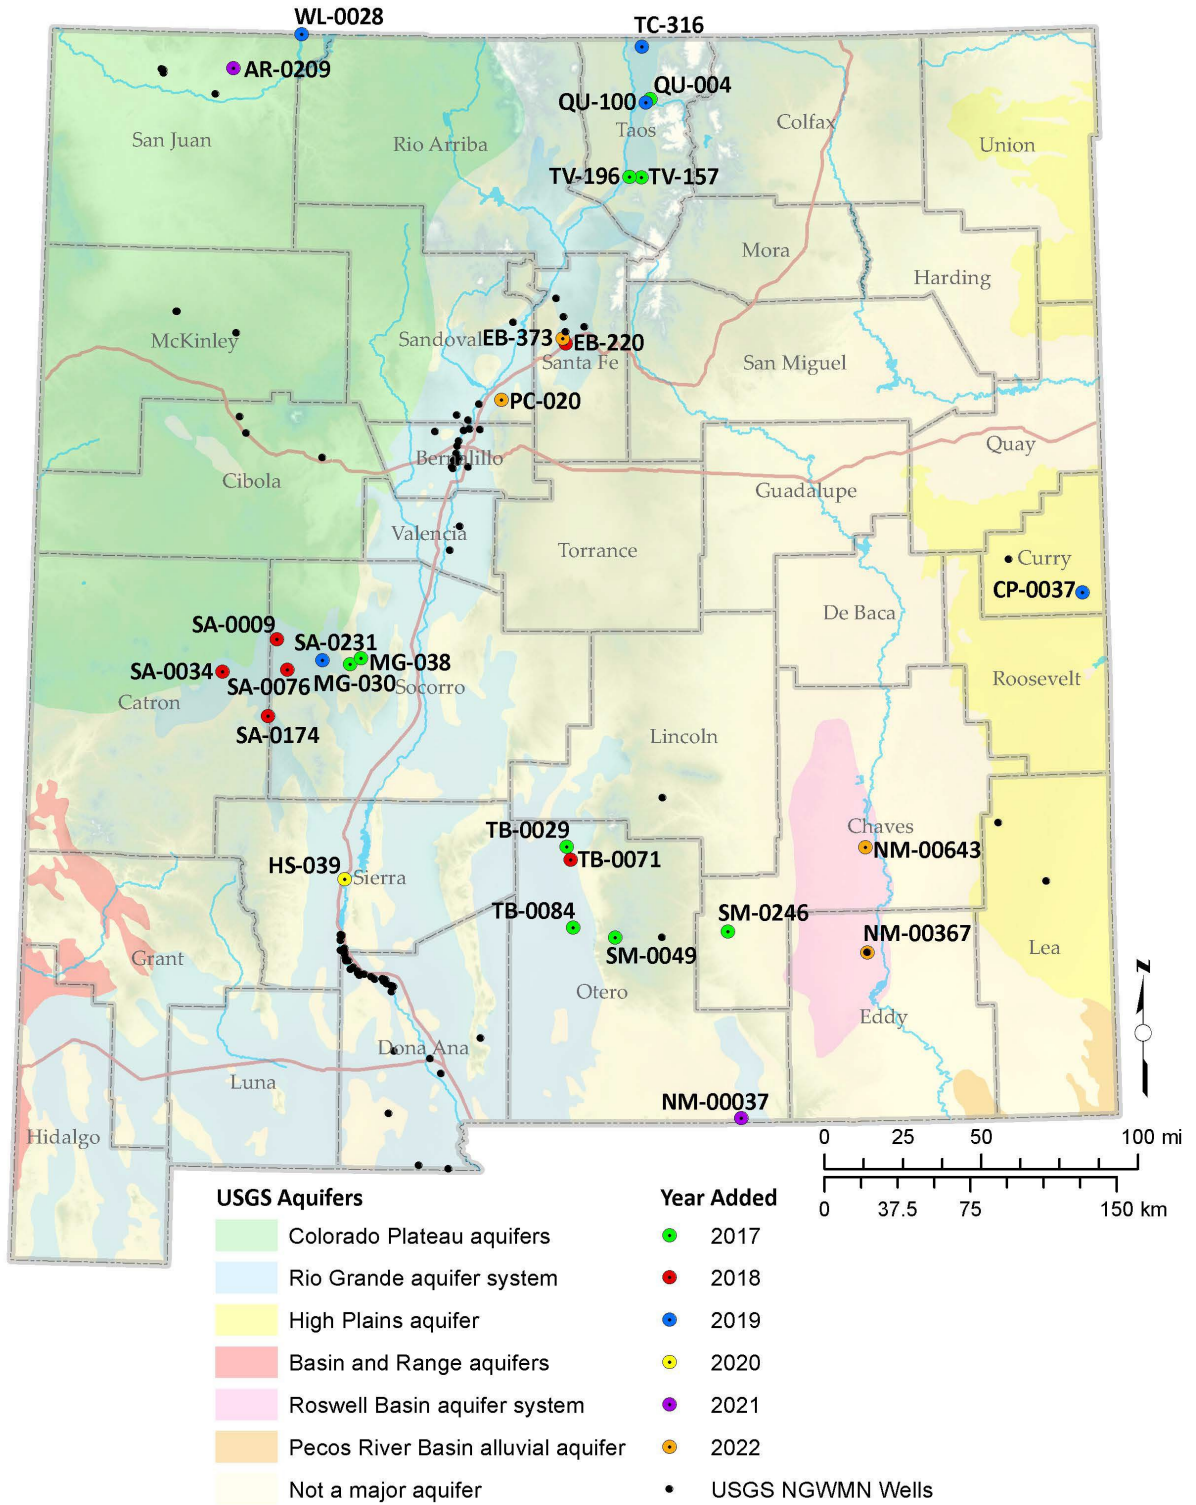 WL-0028
TC-316
AR-0209
QU-004
QU-100
Taos
Colfax
San Juan
Rio Arriba
Union
TV-196
TV-157
Mora
Harding
McKinley
Sandoval
EB-373
EB-220
Santa Fe
San Miguel
PC-020
Quay
Bernalillo
Cibola
Guadalupe
Valencia
Torrance
Curry
CP-0037
De Baca
SA-0009
SA-0231
MG-038
SA-0034
SA-0076
MG-030
Socorro
Roosevelt
Catron
SA-0174
Lincoln
TB-0029
Chaves
TB-0071
NM-00643
HS-039
Sierra
TB-0084
SM-0246
NM-00367
SM-0049
Grant
Lea
Otero
Eddy
Dona Ana
Luna
NM-00037
Hidalgo
N
0 25 50 100 mi
0 37.5 75 150 km
USGS Aquifers
Colorado Plateau aquifers
Rio Grande aquifer system
High Plains aquifer
Basin and Range aquifers
Roswell Basin aquifer system
Pecos River Basin alluvial aquifer
Not a major aquifer
Year Added
2017
2018
2019
2020
2021
2022
USGS NGWMN Wells